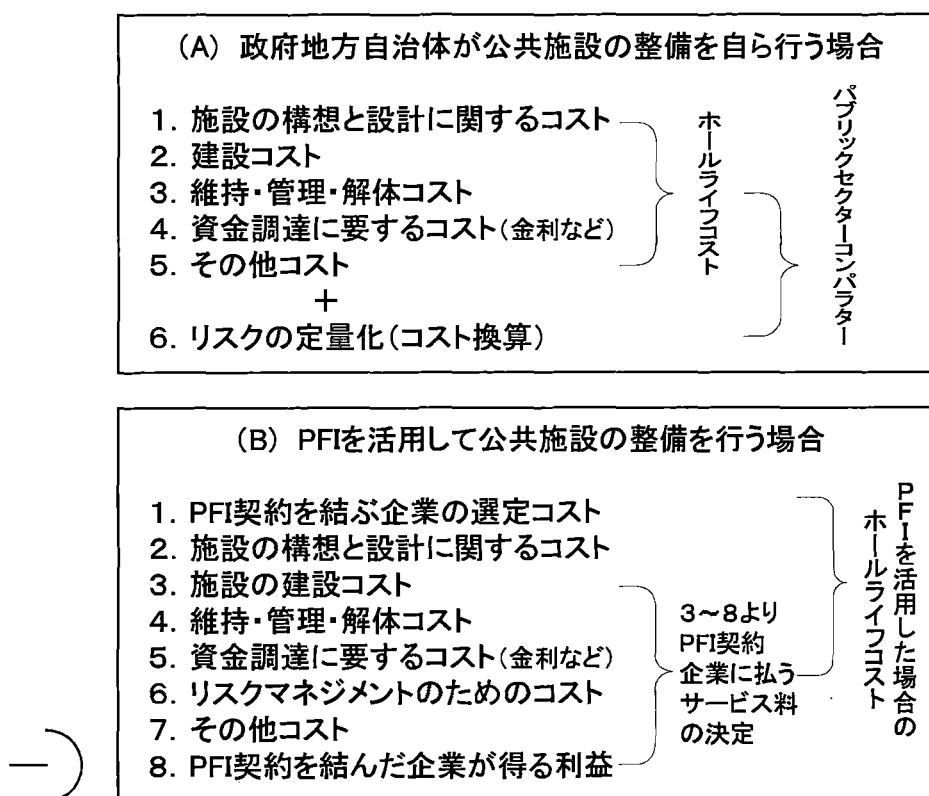 (A) 政府地方自治体が公共施設の整備を自ら行う場合
1. 施設の構想と設計に関するコスト
2. 建設コスト
3. 維持・管理・解体コスト
4. 資金調達に要するコスト(金利など)
5. その他コスト
+
6. リスクの定量化(コスト換算)
ホールライフコスト
パブリックセクターコンパラター
(B) PFIを活用して公共施設の整備を行う場合
1. PFI契約を結ぶ企業の選定コスト
2. 施設の構想と設計に関するコスト
3. 施設の建設コスト
4. 維持・管理・解体コスト
5. 資金調達に要するコスト(金利など)
6. リスクマネジメントのためのコスト
7. その他コスト
8. PFI契約を結んだ企業が得る利益
3~8より
PFI契約
企業に払う
サービス料
の決定
PFIを活用した場合の
ホールライフコスト